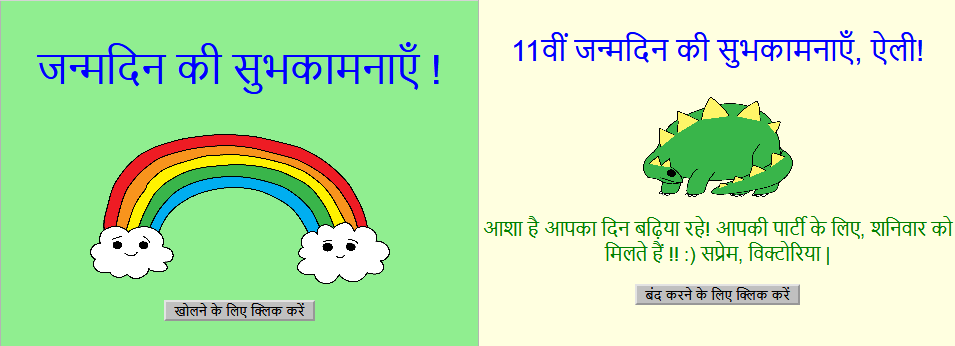 जन्मदिन की सुभकामनाएँ !
खोलने के लिए क्लिक करें
11वीं जन्मदिन की सुभकामनाएँ, ऐली!
आशा है आपका दिन बढ़िया रहे! आपकी पार्टी के लिए, शनिवार को
मिलते हैं !! :) सप्रेम, विक्टोरिया |
बंद करने के लिए क्लिक करें